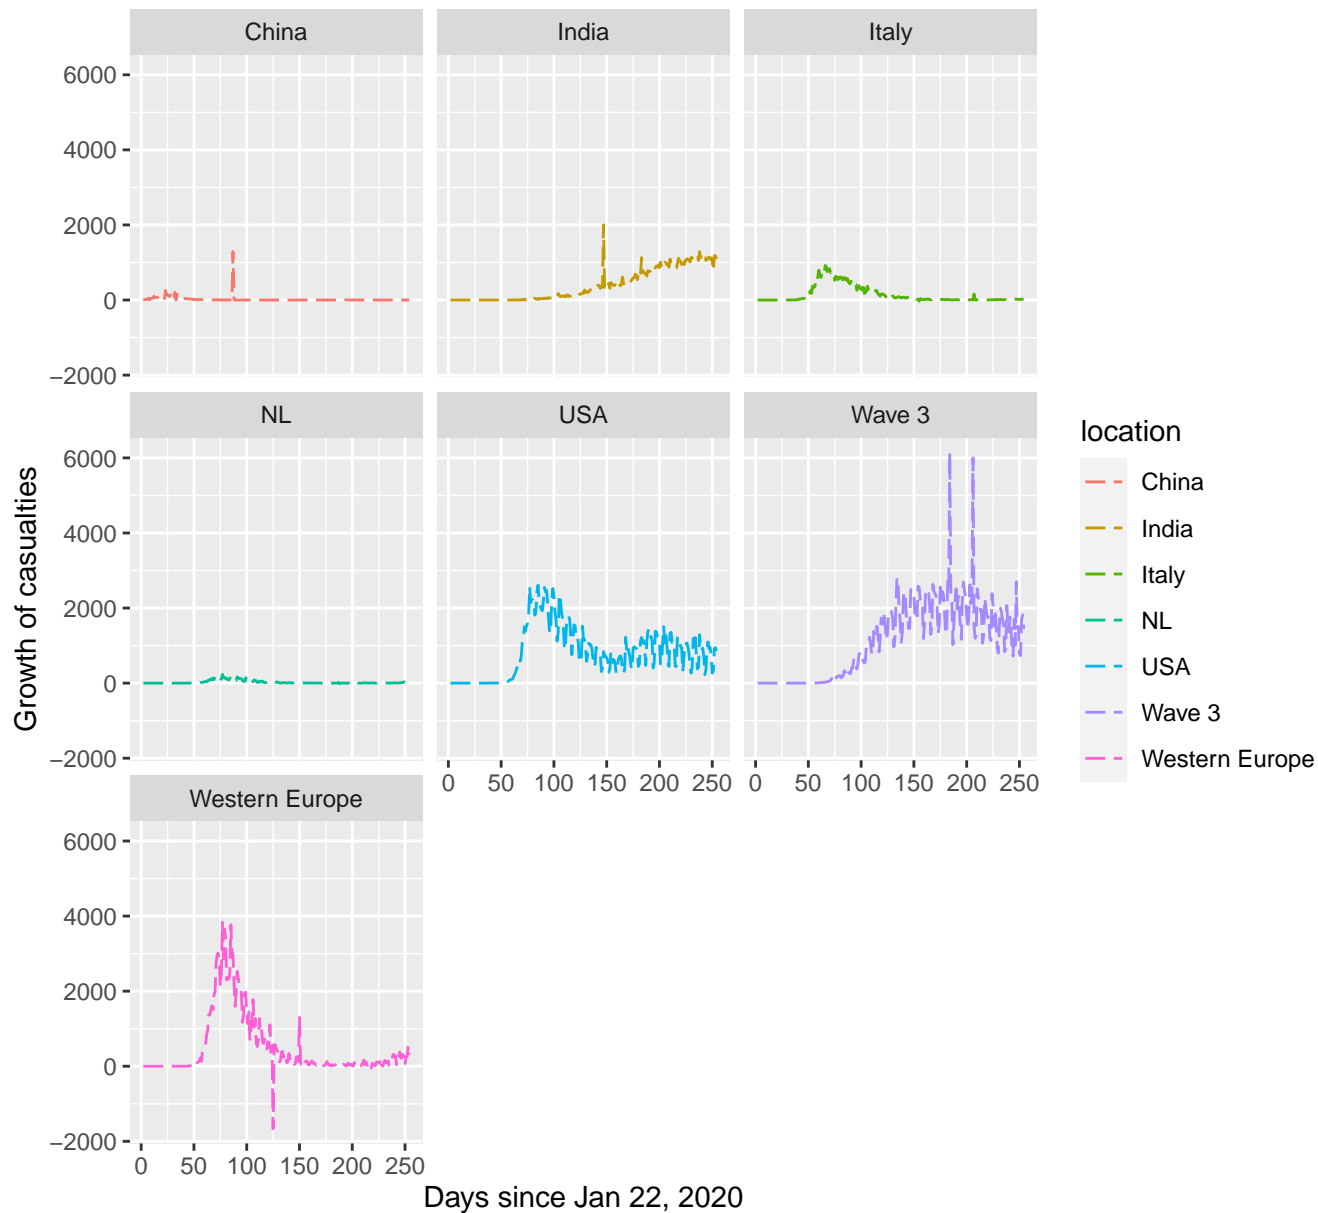 China
India
Italy
6000
4000
2000
0
−2000
NL
USA
Wave 3
6000
4000
2000
0
−2000
0 50 100 150 200 250
0 50 100 150 200 250
Western Europe
6000
4000
2000
0
−2000
0 50 100 150 200 250
Days since Jan 22, 2020
Growth of casualties
location
China
India
Italy
NL
USA
Wave 3
Western Europe